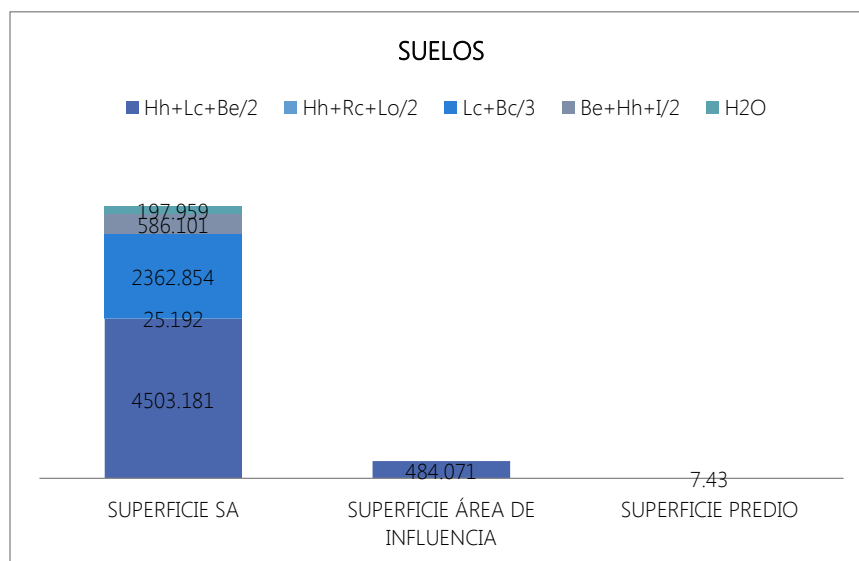 SUELOS
Hh+Lc+Be/2 Hh+Rc+Lo/2 Lc+Bc/3 Be+Hh+I/2 H2O
197.959
586.101
2362.854
25.192
4503.181
484.071
7.43
SUPERFICIE SA
SUPERFICIE ÁREA DE
INFLUENCIA
SUPERFICIE PREDIO